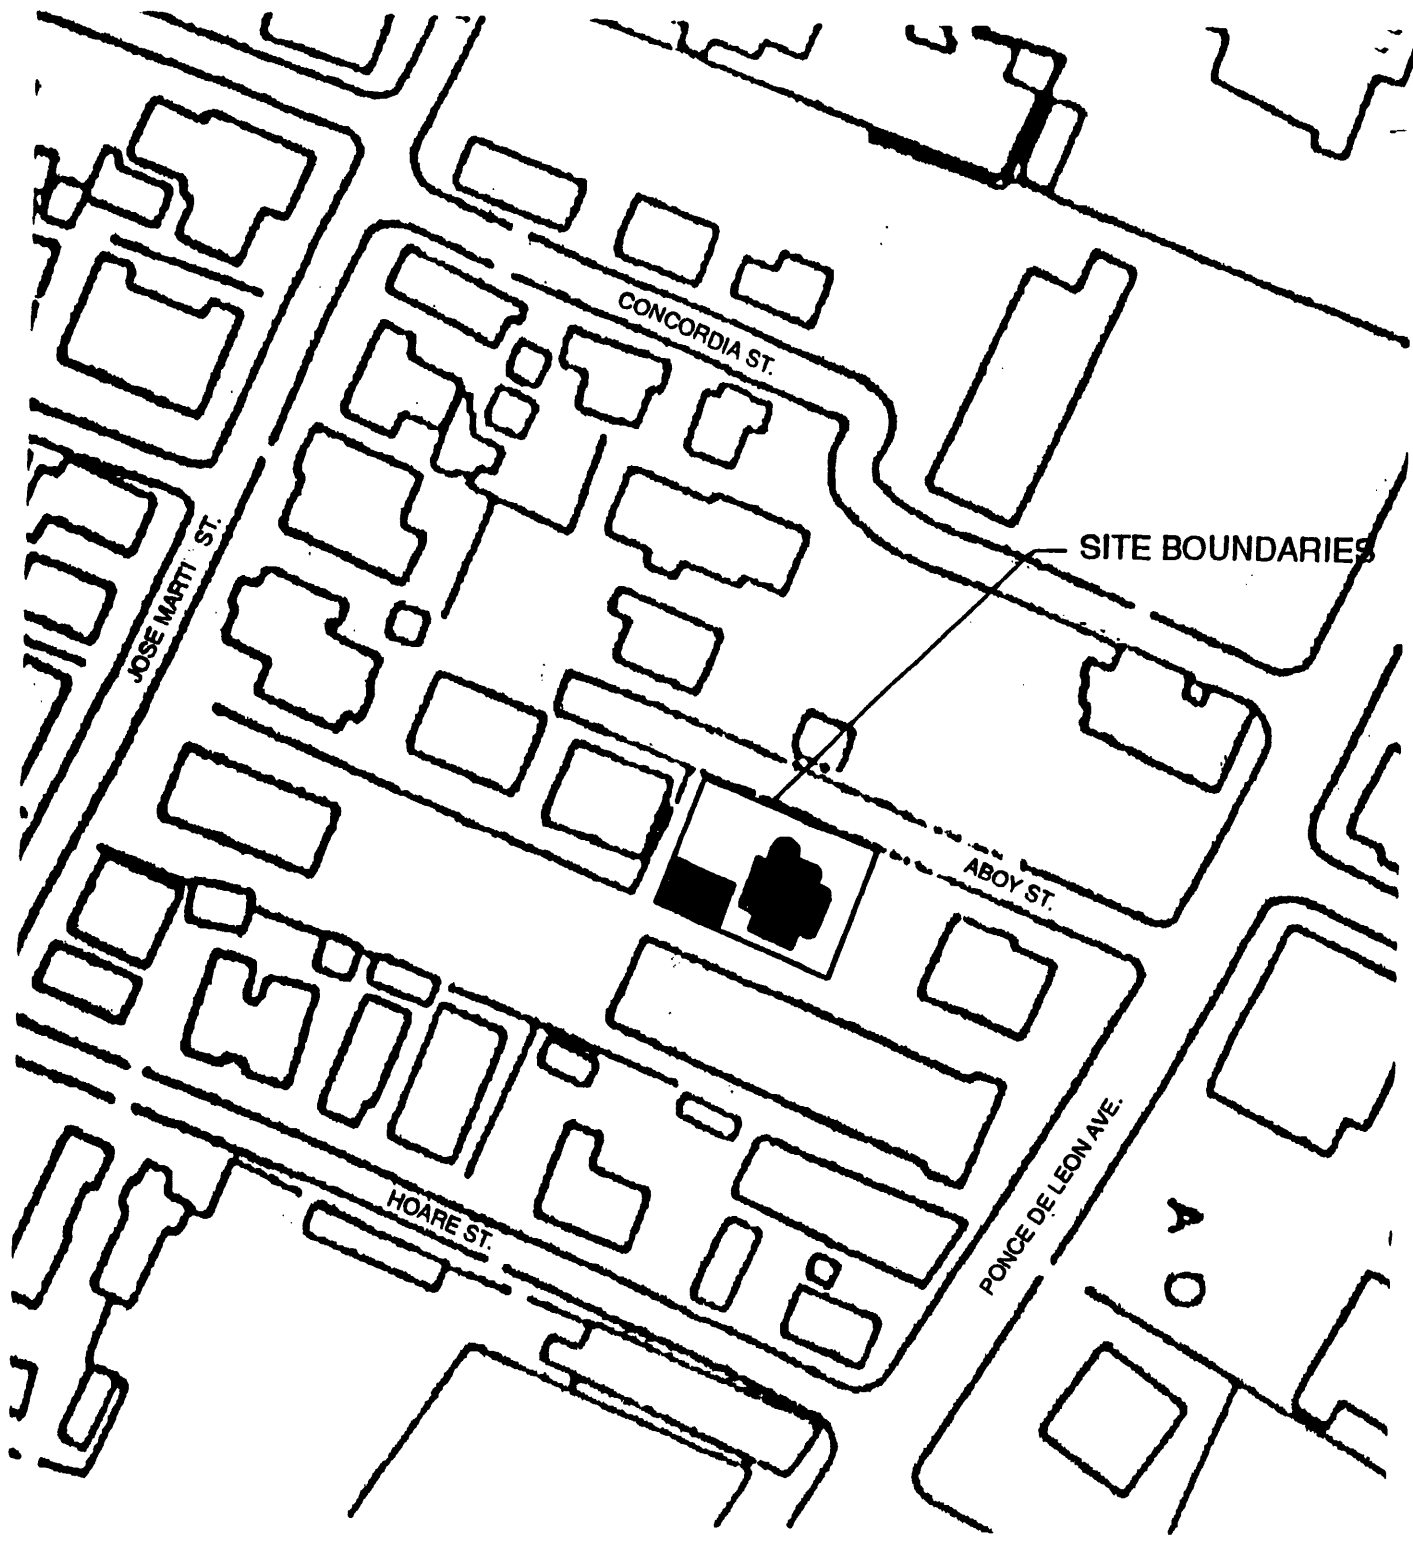 CONCORDIA ST.
SITE BOUNDARIES
JOSE MARTI ST.
ABOY ST.
PONCE DE LEON AVE.
HOARE ST.